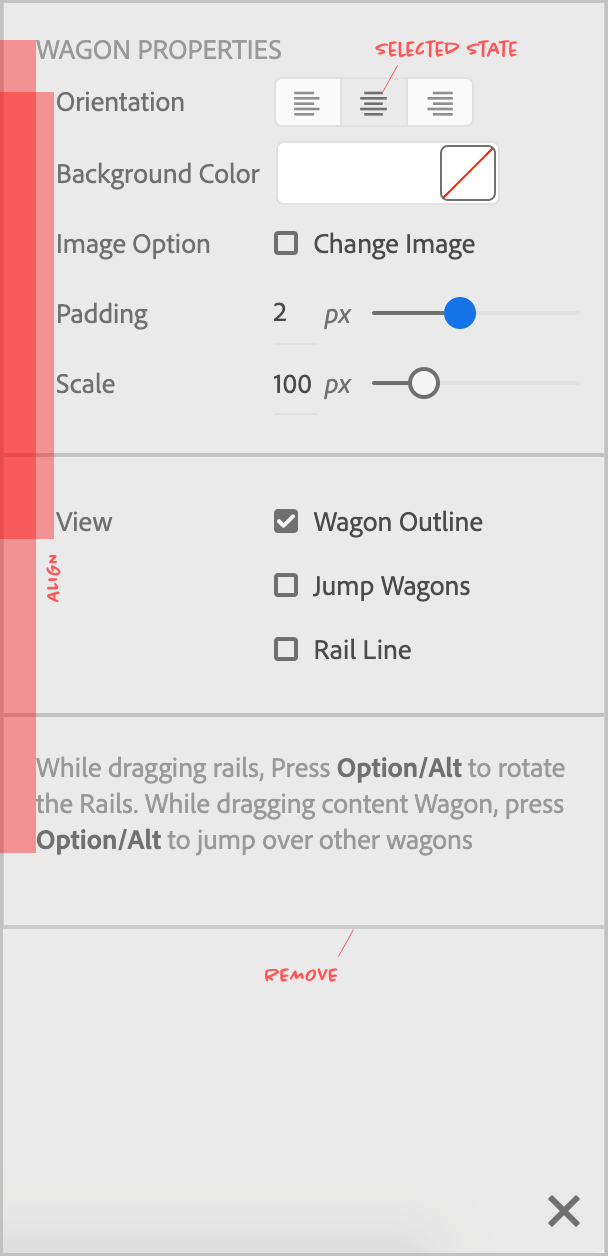 WAGON PROPERTIES
SELECTED STATE
Orientation
Background Color
Image Option
Change Image
Padding
2 px
Scale
100 px
View
Wagon Outline
ALIGN
Jump Wagons
Rail Line
While dragging rails, Press Option/Alt to rotate
the Rails. While dragging content Wagon, press
Option/Alt to jump over other wagons
REMOVE